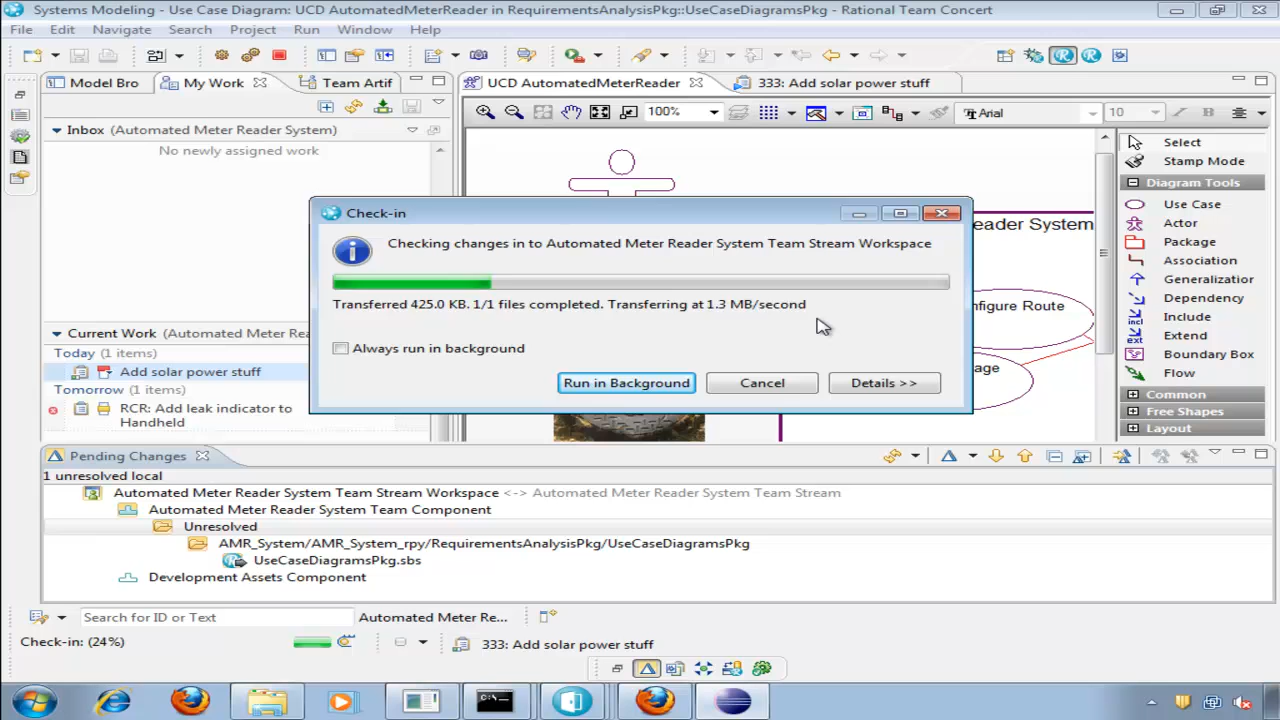 Systems Modeling - Use Case Diagram: UCD AutomatedMeterReader in RequirementsAnalysisPkg::UseCaseDiagramsPkg - Rational Team Concert
File Edit Navigate Search Project Run Window Help
Model Bro My Work Team Artif
UCD AutomatedMeterReader 333: Add solar power stuff
100% Arial 10
Inbox (Automated Meter Reader System)
No newly assigned work
Select
Stamp Mode
Diagram Tools
Use Case
Actor
Package
Association
Generalization
Dependency
Include
Extend
Boundary Box
Flow
Common
Free Shapes
Layout
eader System
nfigure Route
age
Check-in
Checking changes in to Automated Meter Reader System Team Stream Workspace
Transferred 425.0 KB. 1/1 files completed. Transferring at 1.3 MB/second
Always run in background
Run in Background Cancel Details >>
Current Work (Automated Meter Rea
Today (1 items)
Add solar power stuff
Tomorrow (1 items)
RCR: Add leak indicator to
Handheld
Pending Changes
1 unresolved local
Automated Meter Reader System Team Stream Workspace <-> Automated Meter Reader System Team Stream
Automated Meter Reader System Team Component
Unresolved
AMR_System/AMR_System_rpy/RequirementsAnalysisPkg/UseCaseDiagramsPkg
UseCaseDiagramsPkg.sbs
Development Assets Component
Search for ID or Text Automated Meter Re...
Check-in: (24%) 333: Add solar power stuff